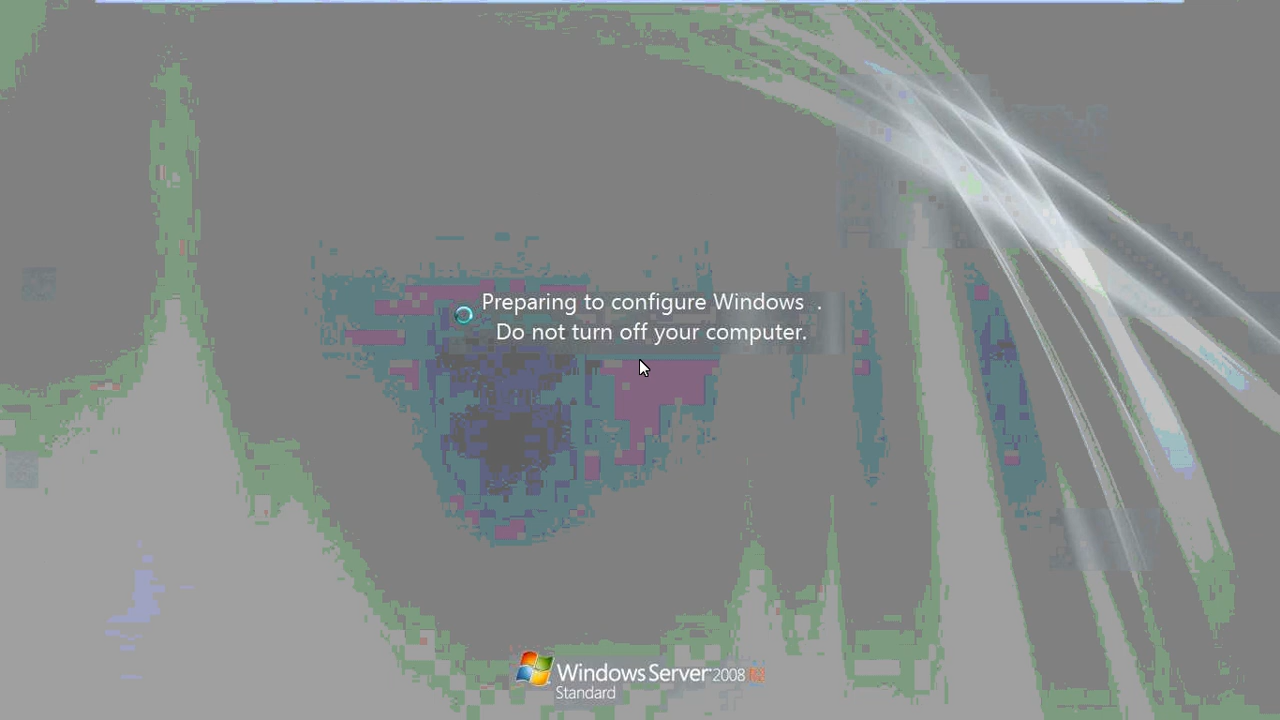 Preparing to configure Windows .
Do not turn off your computer.
Windows Server 2008 R2
Standard